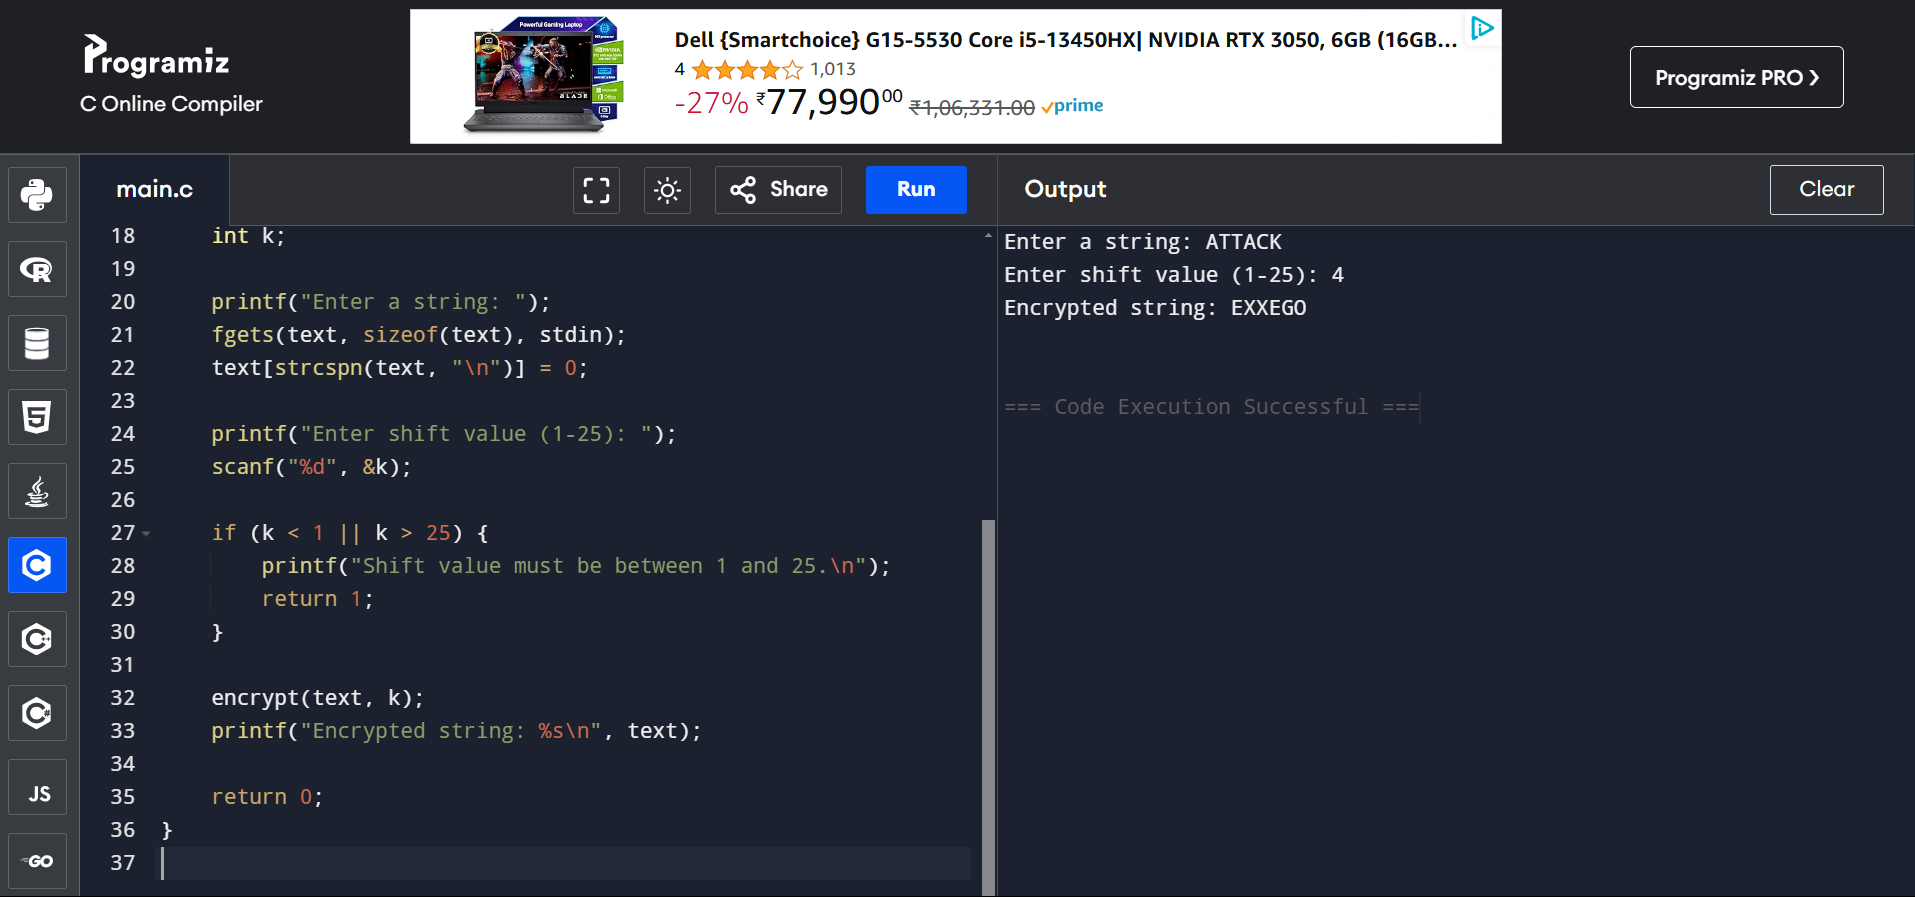 Programiz
C Online Compiler
Powerful Gaming Laptop
Dell {Smartchoice} G15-5530 Core i5-13450HX| NVIDIA RTX 3050, 6GB (16GB...
4 1,013
-27% ₹77,99000 ₹1,06,331.00 prime
Programiz PRO ❯
main.c
Share
Run
Output
Clear
18 int k;
19
20 printf("Enter a string: ");
21 fgets(text, sizeof(text), stdin);
22 text[strcspn(text, "\n")] = 0;
23
24 printf("Enter shift value (1-25): ");
25 scanf("%d", &k);
26
27 if (k < 1 || k > 25) {
28 printf("Shift value must be between 1 and 25.\n");
29 return 1;
30 }
31
32 encrypt(text, k);
33 printf("Encrypted string: %s\n", text);
34
35 return 0;
36 }
37
Enter a string: ATTACK
Enter shift value (1-25): 4
Encrypted string: EXXEGO
=== Code Execution Successful ===
R
5
C
C++
C#
JS
GO